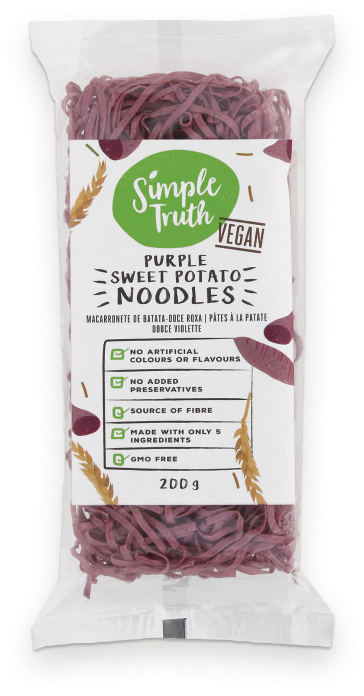 Simple
Truth
VEGAN
PURPLE
SWEET POTATO
NOODLES
MACARRONETE DE BATATA-DOCE ROXA | PÂTES À LA PATATE
DOUCE VIOLETTE
NO ARTIFICIAL
COLOURS OR FLAVOURS
NO ADDED
PRESERVATIVES
SOURCE OF FIBRE
MADE WITH ONLY 5
INGREDIENTS
GMO FREE
200 g